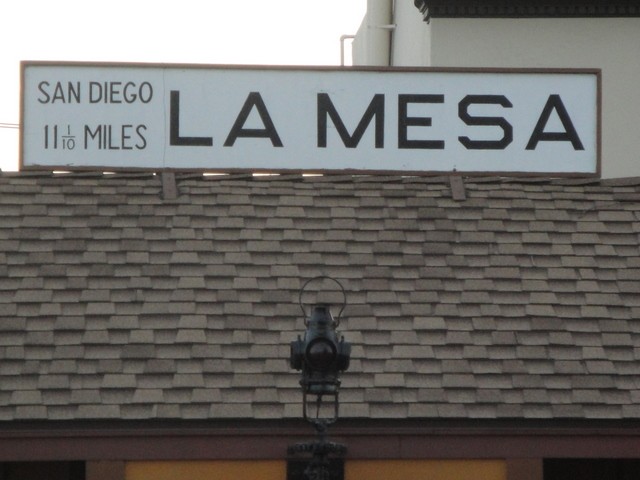 SAN DIEGO
11 1/10 MILES
LA MESA